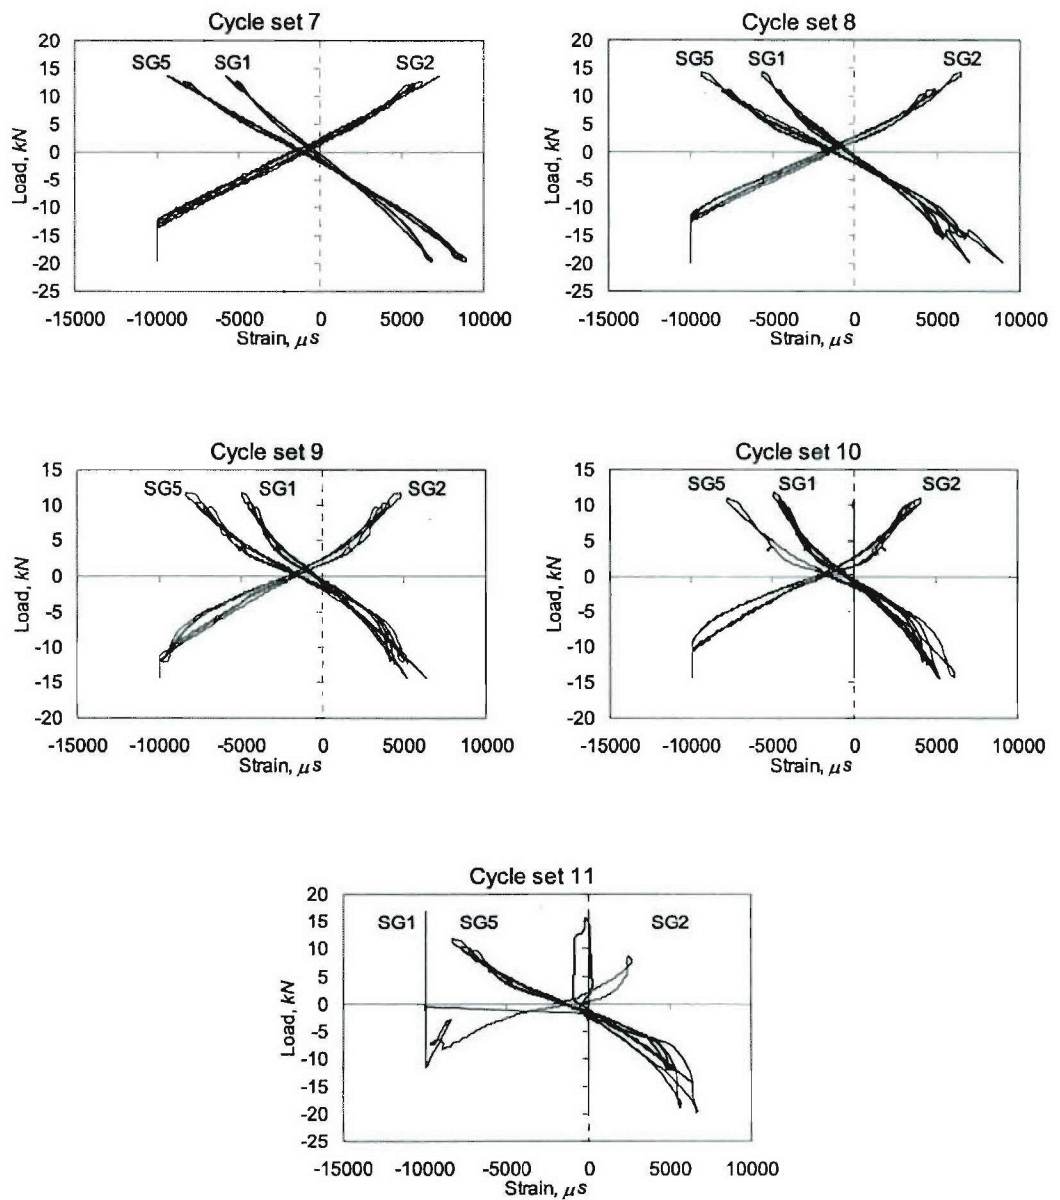 Cycle set 7
Cycle set 8
20
15
10
5
0
-5
-10
-15
-20
-25
Load, kN
SG5
SG1
SG2
-15000 -10000 -5000 0 5000 10000
Strain, μs
20
15
10
5
0
-5
-10
-15
-20
-25
Load, kN
SG5
SG1
SG2
-15000 -10000 -5000 0 5000 10000
Strain, μs
Cycle set 9
Cycle set 10
15
10
5
0
-5
-10
-15
-20
Load, kN
SG5
SG1
SG2
-15000 -10000 -5000 0 5000 10000
Strain, μs
15
10
5
0
-5
-10
-15
-20
Load, kN
SG5
SG1
SG2
-15000 -10000 -5000 0 5000 10000
Strain, μs
Cycle set 11
20
15
10
5
0
-5
-10
-15
-20
-25
Load, kN
SG1
SG5
SG2
-15000 -10000 -5000 0 5000 10000
Strain, μs